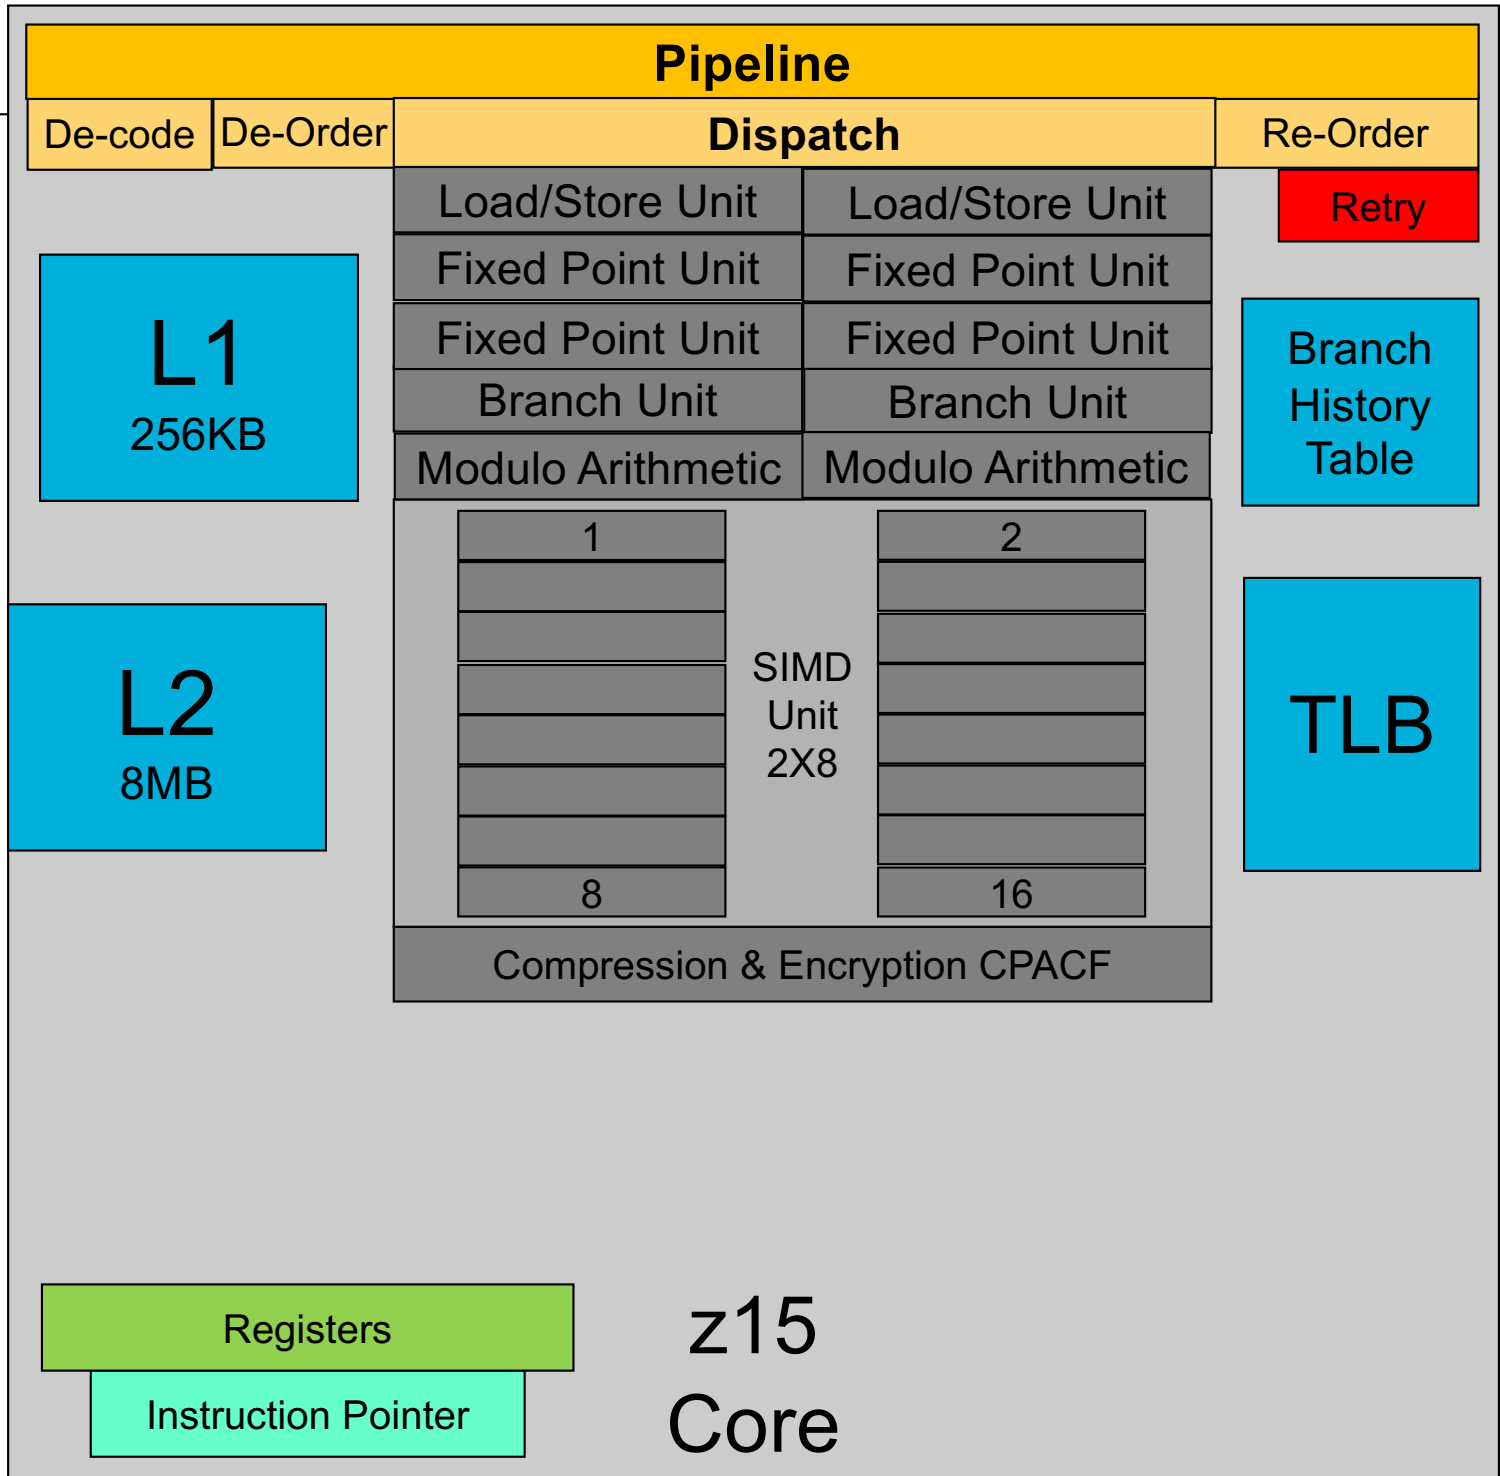 Pipeline
De-code De-Order Dispatch Re-Order
Load/Store Unit Load/Store Unit Retry
Fixed Point Unit Fixed Point Unit
Fixed Point Unit Fixed Point Unit
Branch Unit Branch Unit
Modulo Arithmetic Modulo Arithmetic
L1
256KB
Branch
History
Table
1 2
SIMD
Unit
2X8
8 16
L2
8MB
TLB
Compression & Encryption CPACF
Registers
Instruction Pointer
z15
Core